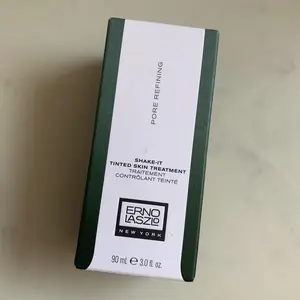 PORE REFINING
SHAKE-IT
TINTED SKIN TREATMENT
TRAITEMENT
CONTRÔLANT TEINTÉ
ERNO
LASZLO
NEW YORK
90 mL ℮ 3.0 fl. oz.